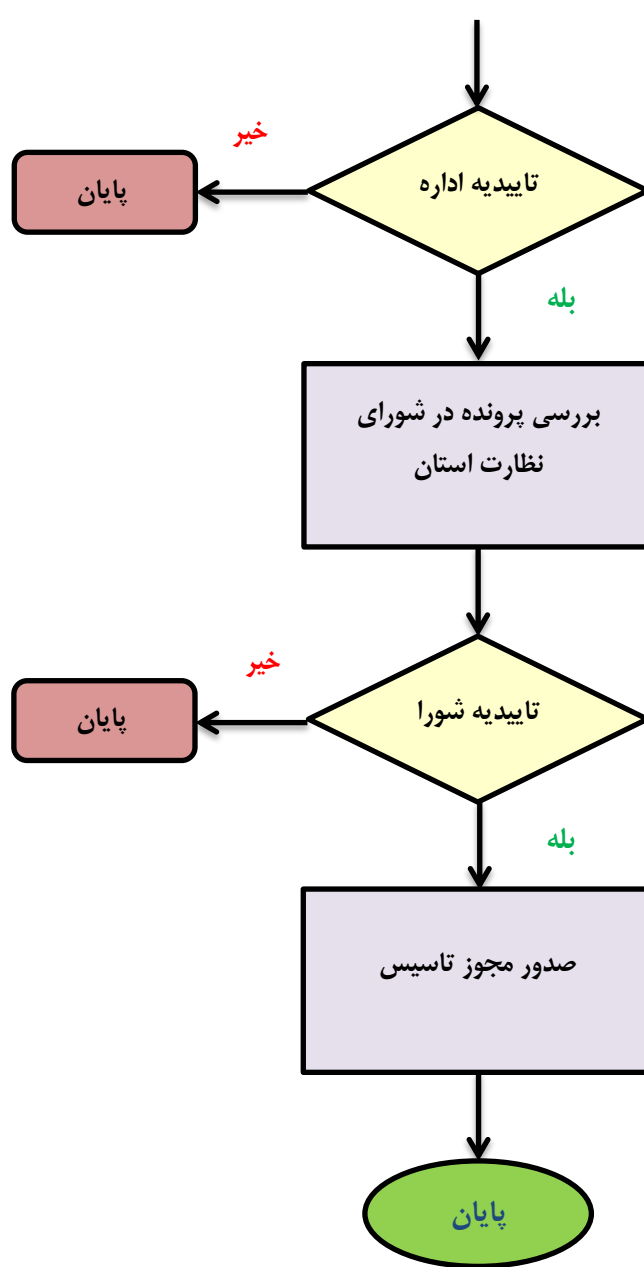 خیر
تاییدیه اداره
پایان
بله
بررسی پرونده در شورای
نظارت استان
خیر
تاییدیه شورا
پایان
بله
صدور مجوز تاسیس
پایان